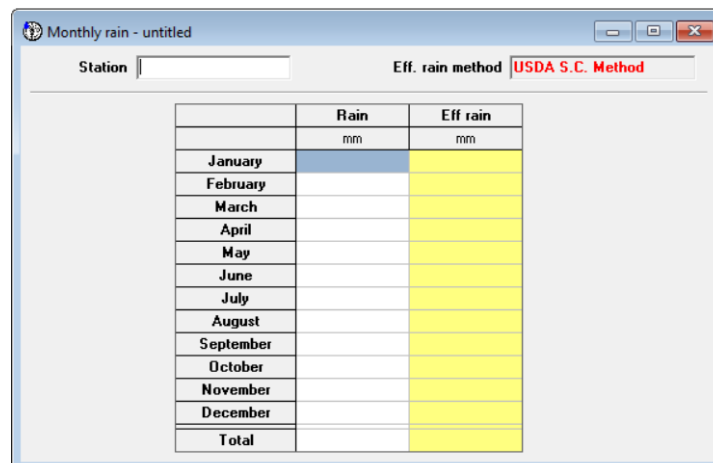 Monthly rain - untitled
Station Eff. rain method USDA S.C. Method
Rain Eff rain
mm mm
January
February
March
April
May
June
July
August
September
October
November
December
Total